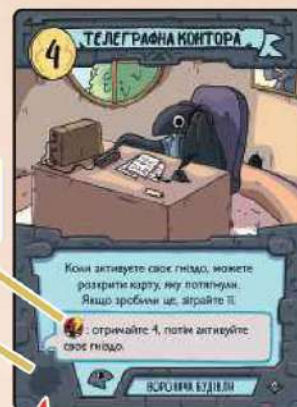 4
ТЕЛЕГРАФНА КОНТОРА
Коли активуєте своє гніздо, можете
розкрити карту, яку потягнули.
Якщо зробили це, зіграйте її.
: отримайте 4, потім активуйте
своє гніздо.
ВОРОНЯЧА БУДІВЛЯ